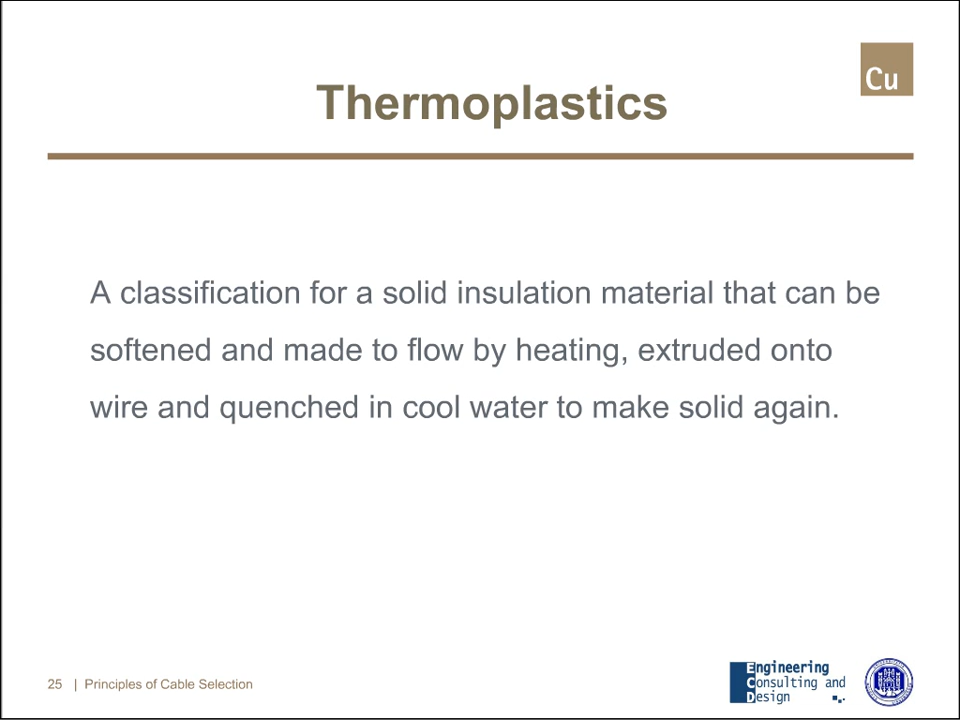 Cu
Thermoplastics
A classification for a solid insulation material that can be
softened and made to flow by heating, extruded onto
wire and quenched in cool water to make solid again.
25 | Principles of Cable Selection
Engineering
Consulting and
Design